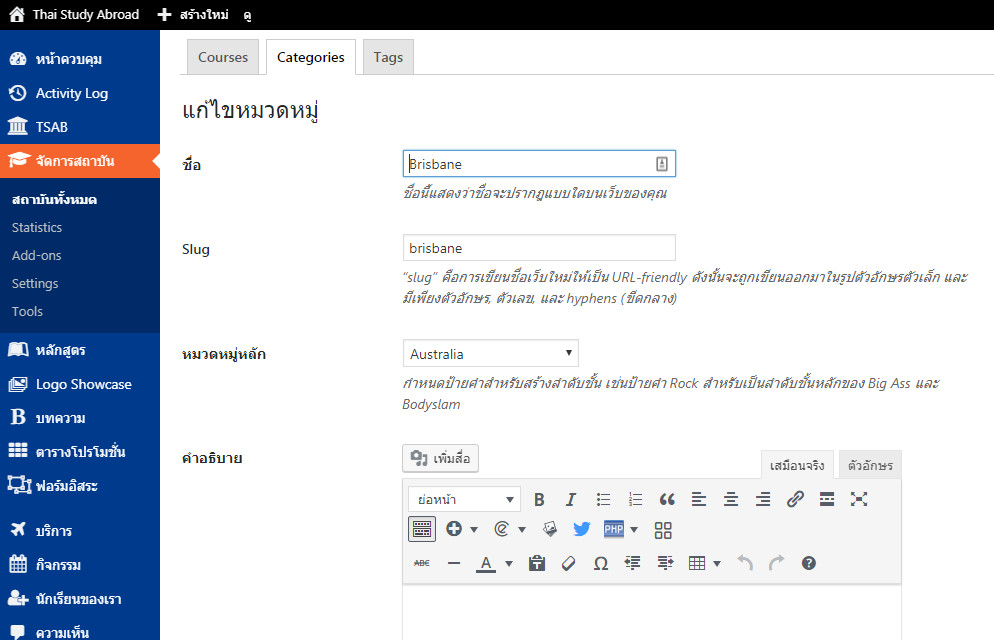 Thai Study Abroad
สร้างใหม่
ดู
หน้าควบคุม
Activity Log
TSAB
จัดการสถาบัน
สถาบันทั้งหมด
Statistics
Add-ons
Settings
Tools
หลักสูตร
Logo Showcase
บทความ
ตารางโปรโมชั่น
ฟอร์มอิสระ
บริการ
กิจกรรม
นักเรียนของเรา
ความเห็น
Courses
Categories
Tags
แก้ไขหมวดหมู่
ชื่อ
Brisbane
ชื่อนี้แสดงว่าชื่อจะปรากฎแบบใดบนเว็บของคุณ
Slug
brisbane
“slug” คือการเขียนชื่อเว็บใหม่ให้เป็น URL-friendly ดังนั้นจะถูกเขียนออกมาในรูปตัวอักษรตัวเล็ก และ
มีเพียงตัวอักษร, ตัวเลข, และ hyphens (ขีดกลาง)
หมวดหมู่หลัก
Australia
กำหนดป้ายคำสำหรับสร้างลำดับชั้น เช่นป้ายคำ Rock สำหรับเป็นลำดับชั้นหลักของ Big Ass และ
Bodyslam
คำอธิบาย
เพิ่มสื่อ
เสมือนจริง
ตัวอักษร
ย่อหน้า
B
I
PHP
ABC
A
T
Ω